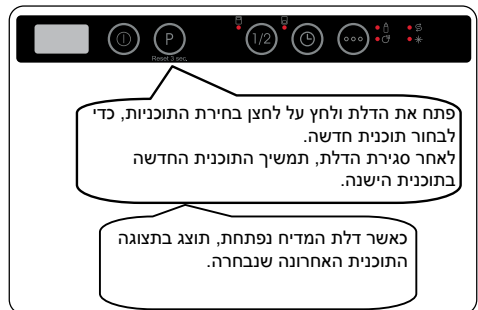 P
1/2
Reset 3 sec.
פתח את הדלת ולחץ על לחצן בחירת התוכניות, כדי
לבחור תוכנית חדשה.
לאחר סגירת הדלת, תמשיך התוכנית החדשה
בתוכנית הישנה.
כאשר דלת המדיח נפתחת, תוצג בתצוגה
התוכנית האחרונה שנבחרה.